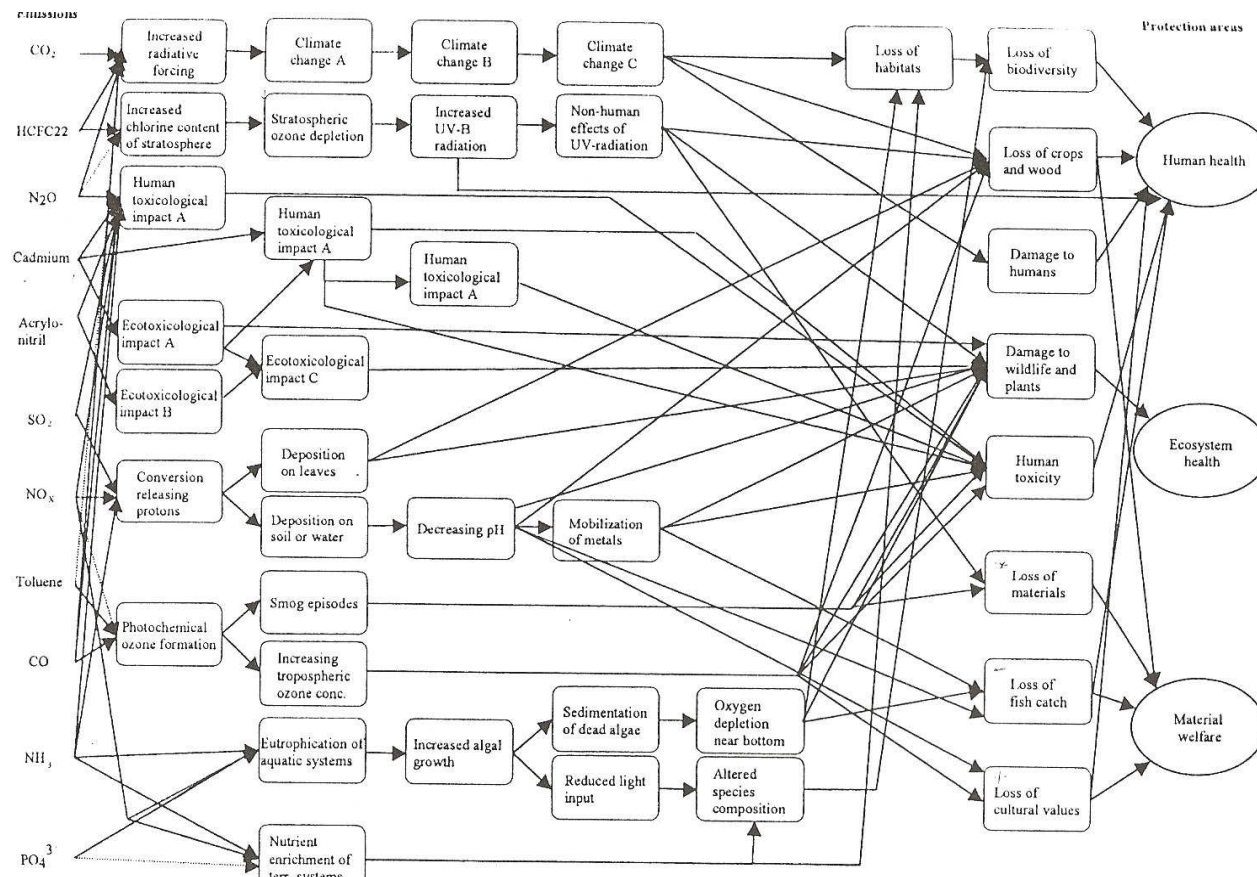 Emissions
Protection areas
CO2
Increased
radiative
forcing
Climate
change A
Climate
change B
Climate
change C
Loss of
habitats
Loss of
biodiversity
HCFC22
Increased
chlorine content
of stratosphere
Stratospheric
ozone depletion
Increased
UV-B
radiation
Non-human
effects of
UV-radiation
Loss of crops
and wood
Human health
N2O
Human
toxicological
impact A
Human
toxicological
impact A
Human
toxicological
impact A
Damage to
humans
Cadmium
Acrylo-
nitril
Ecotoxicological
impact A
Ecotoxicological
impact C
Ecotoxicological
impact B
Damage to
wildlife and
plants
SO2
Ecosystem
health
Deposition
on leaves
Human
toxicity
NOx
Conversion
releasing
protons
Deposition on
soil or water
Decreasing pH
Mobilization
of metals
Toluene
Photochemical
ozone formation
Smog episodes
Loss of
materials
CO
Increasing
tropospheric
ozone conc.
Loss of
fish catch
Material
welfare
NH3
Eutrophication of
aquatic systems
Increased algal
growth
Sedimentation
of dead algae
Oxygen
depletion
near bottom
Reduced light
input
Altered
species
composition
Loss of
cultural values
PO4 3
Nutrient
enrichment of
terr. systems